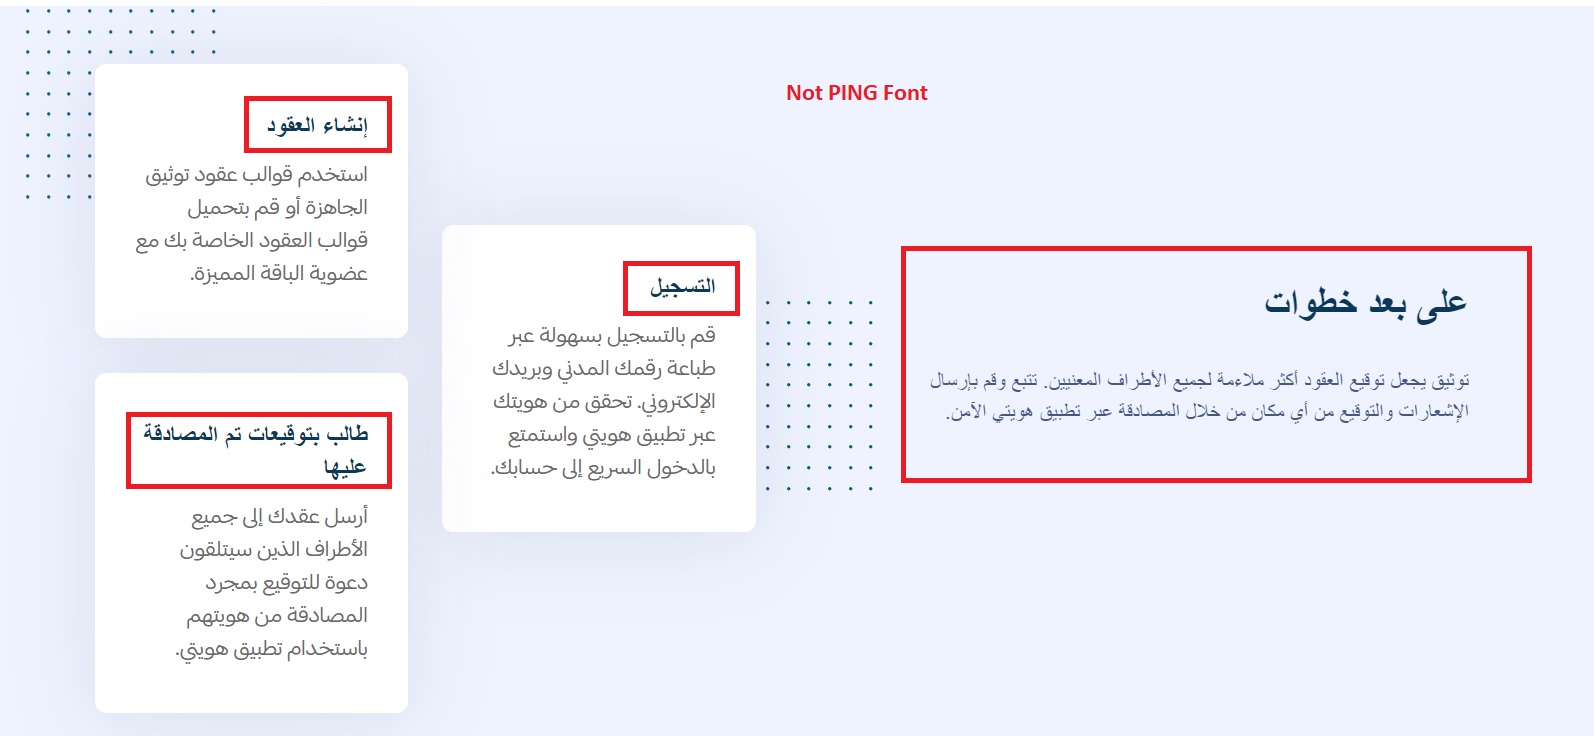 Not PING Font
على بعد خطوات
توثيق يجعل توقيع العقود أكثر ملاءمة لجميع الأطراف المعنيين. تتبع وقم بإرسال
الإشعارات والتوقيع من أي مكان من خلال المصادقة عبر تطبيق هويتي الآمن.
التسجيل
قم بالتسجيل بسهولة عبر
طباعة رقمك المدني وبريدك
الإلكتروني. تحقق من هويتك
عبر تطبيق هويتي واستمتع
بالدخول السريع إلى حسابك.
إنشاء العقود
استخدم قوالب عقود توثيق
الجاهزة أو قم بتحميل
قوالب العقود الخاصة بك مع
عضوية الباقة المميزة.
طالب بتوقيعات تم المصادقة
عليها
أرسل عقدك إلى جميع
الأطراف الذين سيتلقون
دعوة للتوقيع بمجرد
المصادقة من هويتهم
باستخدام تطبيق هويتي.